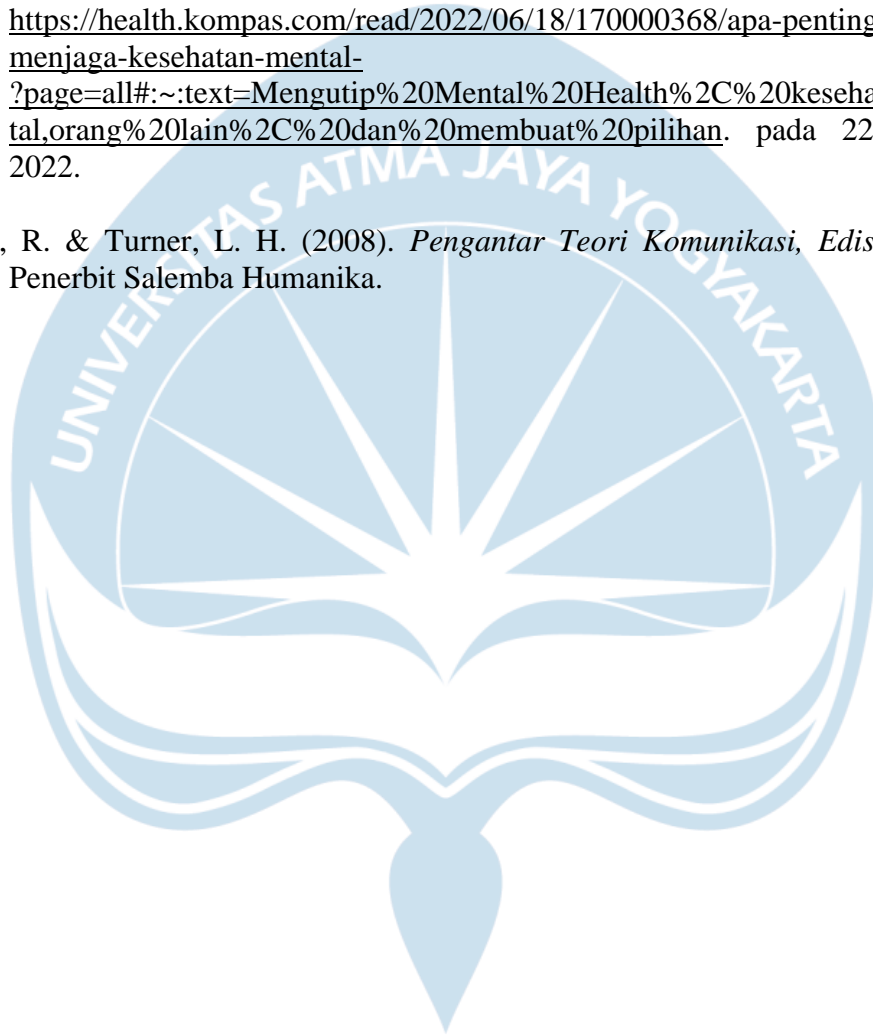 https://health.kompas.com/read/2022/06/18/170000368/apa-penting
menjaga-kesehatan-mental-
?page=all#:~:text=Mengutip%20Mental%20Health%2C%20keseha
tal,orang%20lain%2C%20dan%20membuat%20pilihan. pada 22
2022.
UNIVERSITAS ATMA JAYA YOGYAKARTA
, R. & Turner, L. H. (2008). Pengantar Teori Komunikasi, Edis
Penerbit Salemba Humanika.